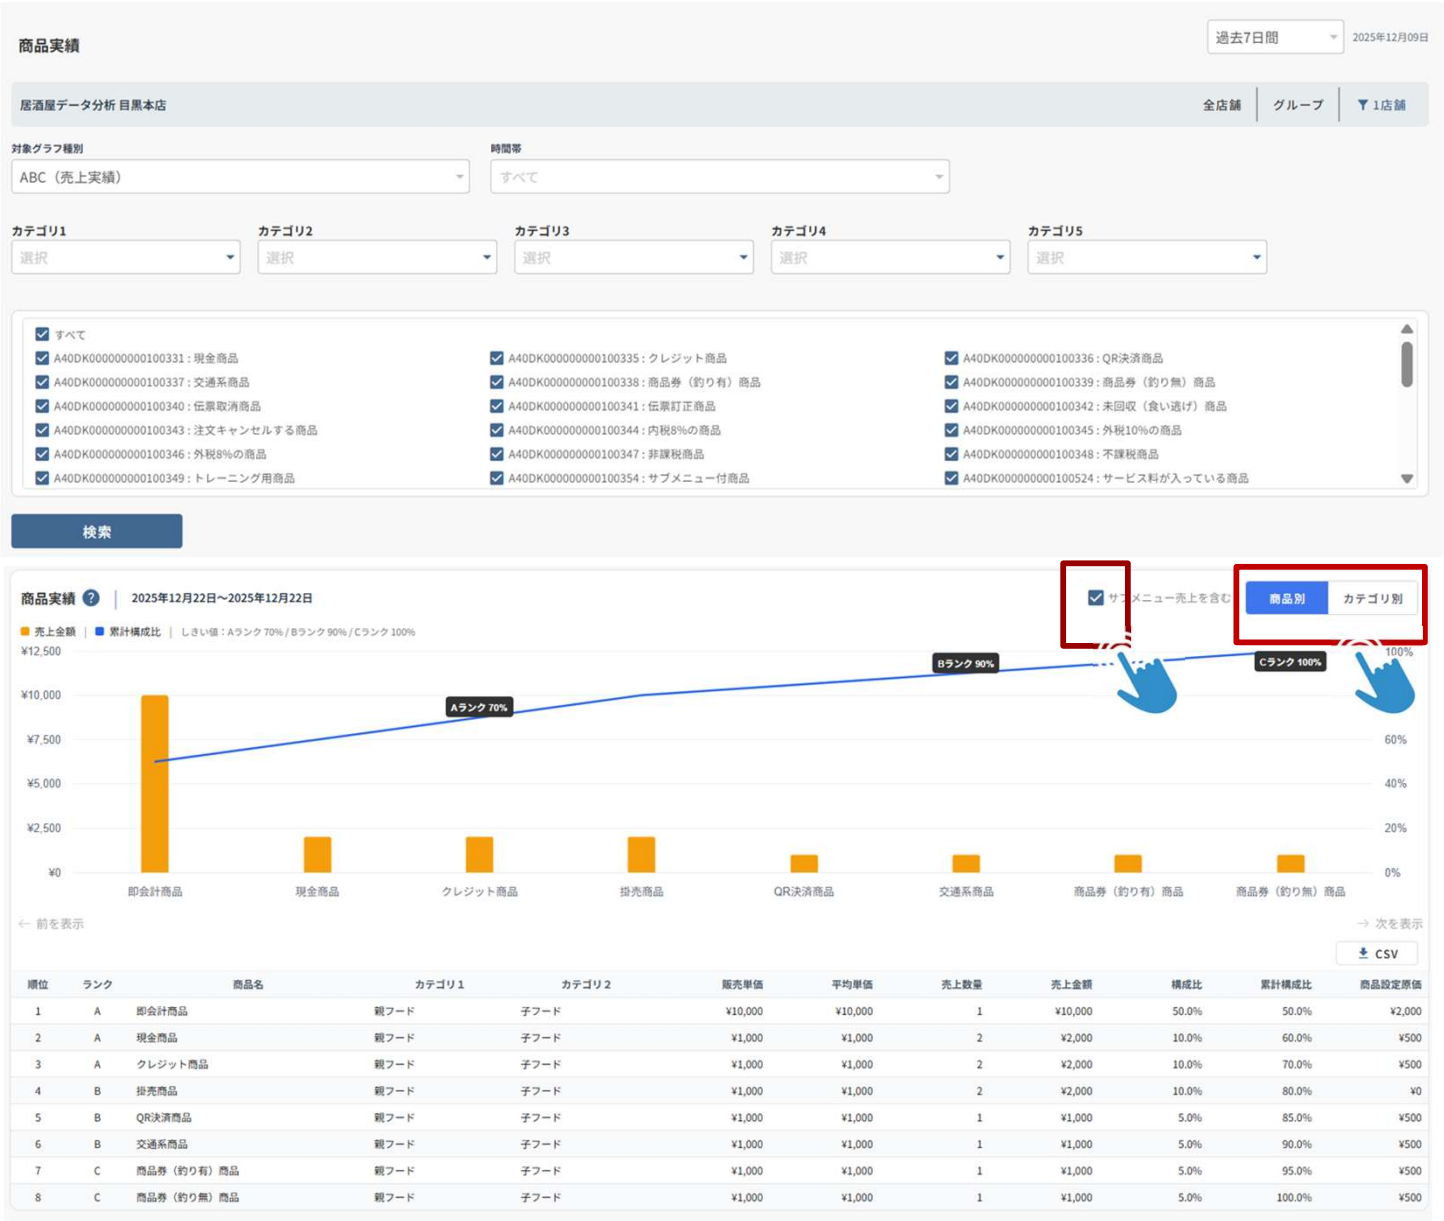 商品実績
過去7日間
2025年12月09日
居酒屋データ分析 目黒本店
全店舗 グループ 1店舗
対象グラフ種別 時間帯
ABC（売上実績） すべて
カテゴリ1 カテゴリ2 カテゴリ3 カテゴリ4 カテゴリ5
選択 選択 選択 選択 選択
すべて
A40DK000000000100331 : 現金商品 A40DK000000000100335 : クレジット商品 A40DK000000000100336 : QR決済商品
A40DK000000000100337 : 交通系商品 A40DK000000000100338 : 商品券（釣り有）商品 A40DK000000000100339 : 商品券（釣り無）商品
A40DK000000000100340 : 伝票取消商品 A40DK000000000100341 : 伝票訂正商品 A40DK000000000100342 : 未回収（食い逃げ）商品
A40DK000000000100343 : 注文キャンセルする商品 A40DK000000000100344 : 内税8%の商品 A40DK000000000100345 : 外税10%の商品
A40DK000000000100346 : 外税8%の商品 A40DK000000000100347 : 非課税商品 A40DK000000000100348 : 不課税商品
A40DK000000000100349 : トレーニング用商品 A40DK000000000100354 : サブメニュー付商品 A40DK000000000100524 : サービス料が入っている商品
検索
商品実績 ? | 2025年12月22日～2025年12月22日
サブメニュー売上を含む 商品別 カテゴリ別
売上金額 | 累計構成比 | しきい値：Aランク 70% / Bランク 90% / Cランク 100%
¥12,500 100%
Bランク 90% Cランク 100%
¥10,000
Aランク 70%
¥7,500 60%
¥5,000 40%
¥2,500 20%
¥0 0%
即会計商品 現金商品 クレジット商品 掛売商品 QR決済商品 交通系商品 商品券（釣り有）商品 商品券（釣り無）商品
← 前を表示 → 次を表示
CSV
順位 ランク 商品名 カテゴリ1 カテゴリ2 販売単価 平均単価 売上数量 売上金額 構成比 累計構成比 商品設定原価
1 A 即会計商品 親フード 子フード ¥10,000 ¥10,000 1 ¥10,000 50.0% 50.0% ¥2,000
2 A 現金商品 親フード 子フード ¥1,000 ¥1,000 2 ¥2,000 10.0% 60.0% ¥500
3 A クレジット商品 親フード 子フード ¥1,000 ¥1,000 2 ¥2,000 10.0% 70.0% ¥500
4 B 掛売商品 親フード 子フード ¥1,000 ¥1,000 2 ¥2,000 10.0% 80.0% ¥0
5 B QR決済商品 親フード 子フード ¥1,000 ¥1,000 1 ¥1,000 5.0% 85.0% ¥500
6 B 交通系商品 親フード 子フード ¥1,000 ¥1,000 1 ¥1,000 5.0% 90.0% ¥500
7 C 商品券（釣り有）商品 親フード 子フード ¥1,000 ¥1,000 1 ¥1,000 5.0% 95.0% ¥500
8 C 商品券（釣り無）商品 親フード 子フード ¥1,000 ¥1,000 1 ¥1,000 5.0% 100.0% ¥500